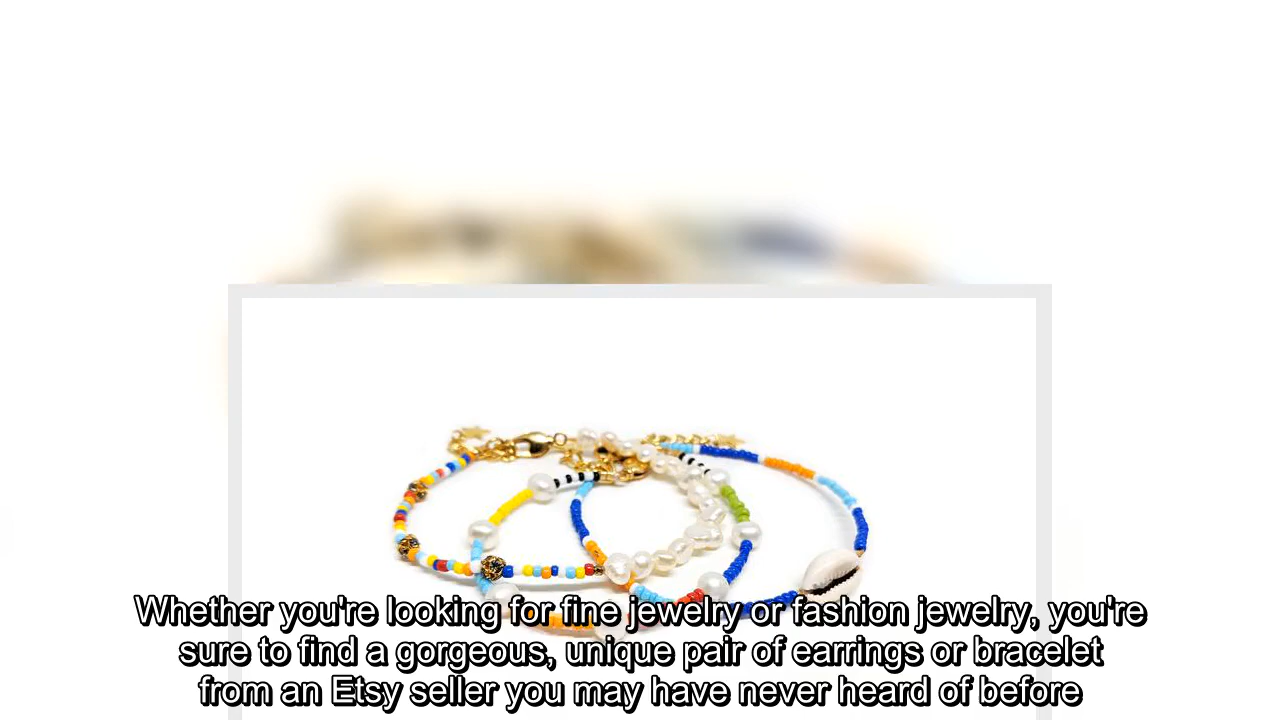 Whether you're looking for fine jewelry or fashion jewelry, you're
sure to find a gorgeous, unique pair of earrings or bracelet
from an Etsy seller you may have never heard of before